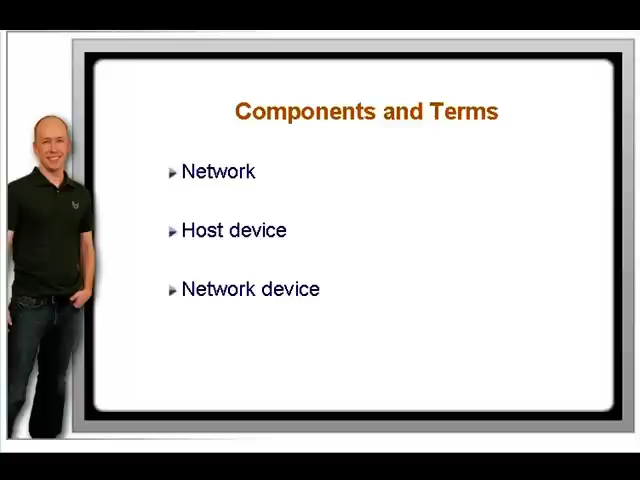 Components and Terms
Network
Host device
Network device